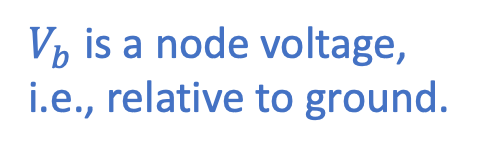 V_b is a node voltage,
i.e., relative to ground.